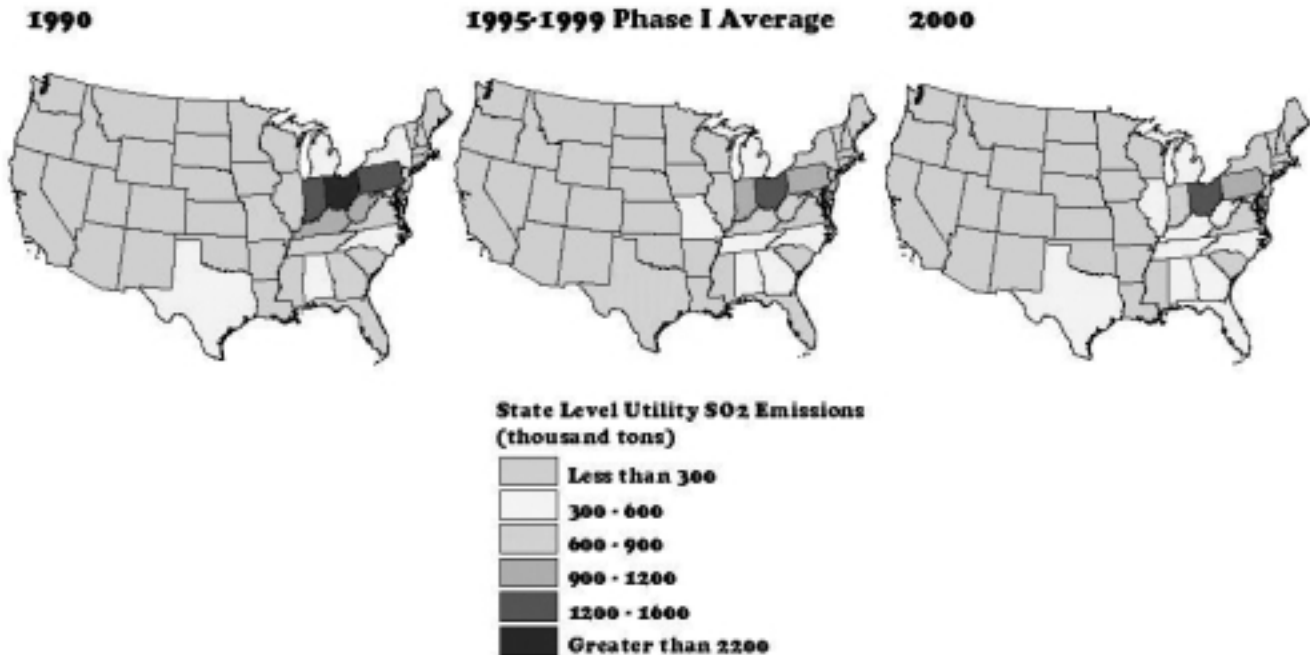 1990
1995-1999 Phase I Average
2000
State Level Utility SO2 Emissions
(thousand tons)
Less than 300
300 - 600
600 - 900
900 - 1200
1200 - 1600
Greater than 2200